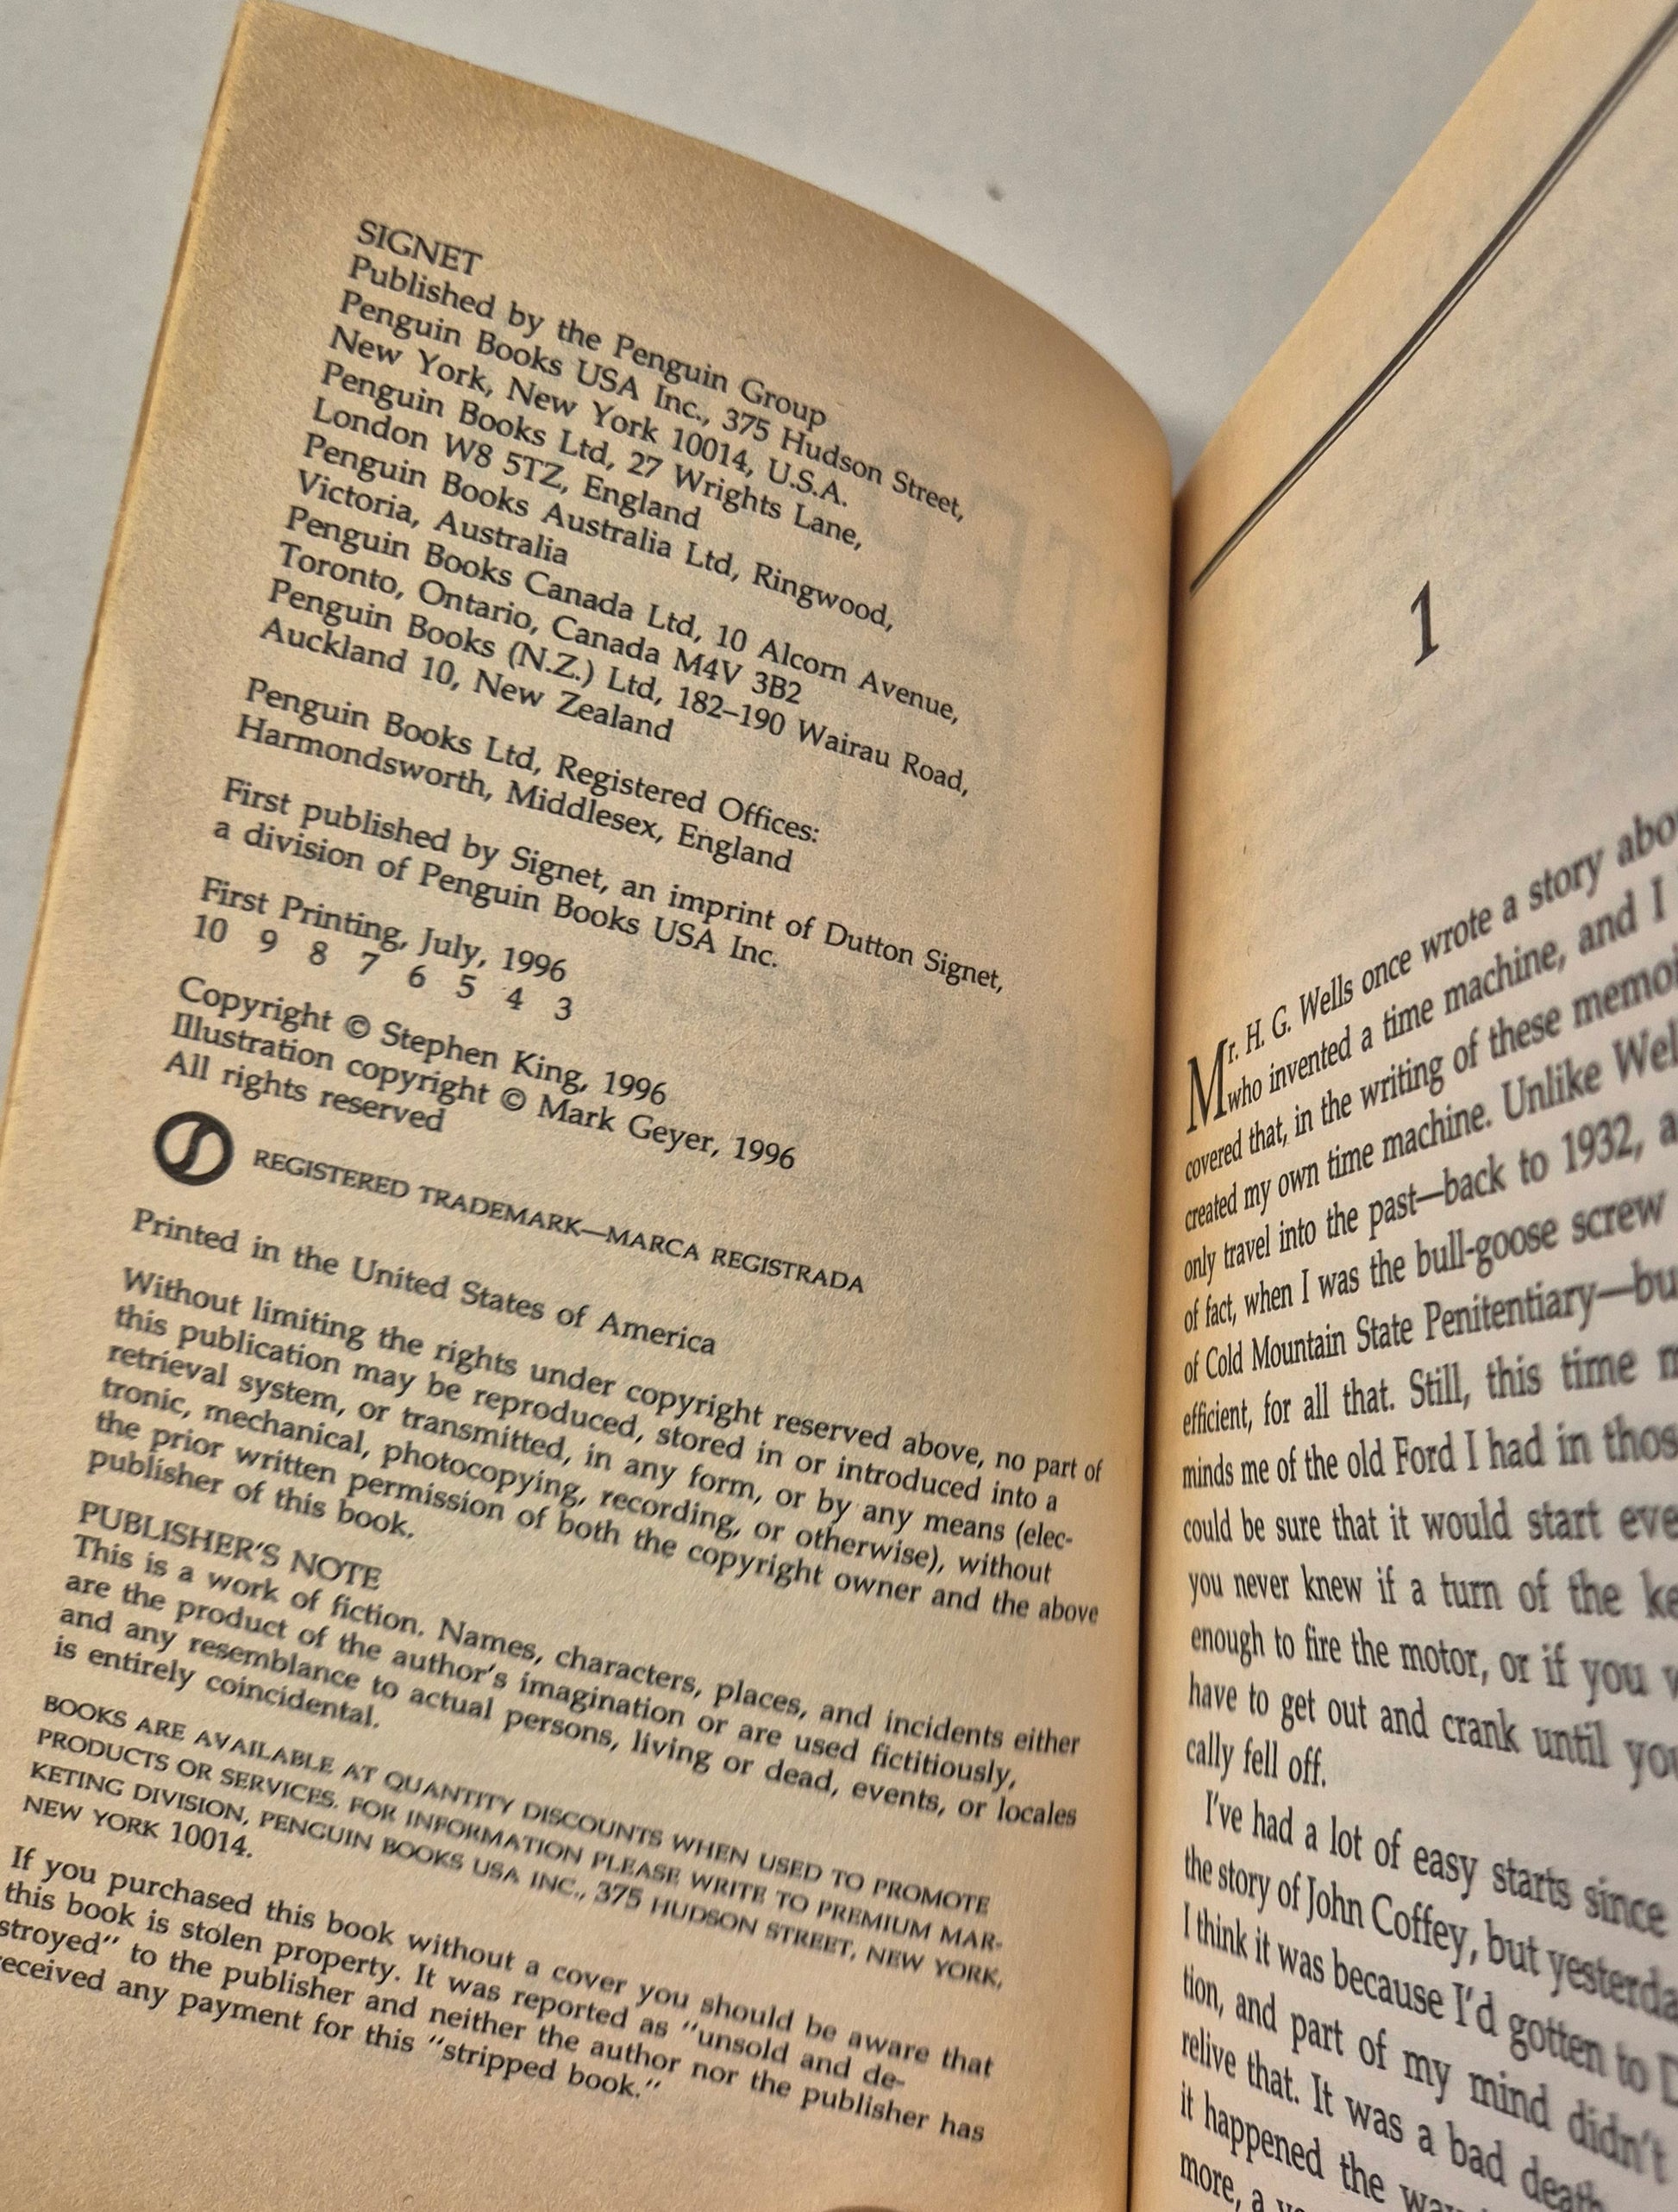 SIGNET
Published by the Penguin Group
Penguin Books USA Inc., 375 Hudson Street,
New York, New York 10014, U.S.A.
Penguin Books Ltd, 27 Wrights Lane,
London W8 5TZ, England
Penguin Books Australia Ltd, Ringwood,
Victoria, Australia
Penguin Books Canada Ltd, 10 Alcorn Avenue,
Toronto, Ontario, Canada M4V 3B2
Penguin Books (N.Z.) Ltd, 182–190 Wairau Road,
Auckland 10, New Zealand
Penguin Books Ltd, Registered Offices:
Harmondsworth, Middlesex, England
First published by Signet, an imprint of Dutton Signet,
a division of Penguin Books USA Inc.
First Printing, July, 1996
10 9 8 7 6 5 4 3
Copyright © Stephen King, 1996
Illustration copyright © Mark Geyer, 1996
All rights reserved
REGISTERED TRADEMARK—MARCA REGISTRADA
Printed in the United States of America
Without limiting the rights under copyright reserved above, no part of
this publication may be reproduced, stored in or introduced into a
retrieval system, or transmitted, in any form, or by any means (elec-
tronic, mechanical, photocopying, recording, or otherwise), without
the prior written permission of both the copyright owner and the above
publisher of this book.
PUBLISHER'S NOTE
This is a work of fiction. Names, characters, places, and incidents either
are the product of the author's imagination or are used fictitiously,
and any resemblance to actual persons, living or dead, events, or locales
is entirely coincidental.
BOOKS ARE AVAILABLE AT QUANTITY DISCOUNTS WHEN USED TO PROMOTE
PRODUCTS OR SERVICES. FOR INFORMATION PLEASE WRITE TO PREMIUM MAR-
KETING DIVISION, PENGUIN BOOKS USA INC., 375 HUDSON STREET, NEW YORK,
NEW YORK 10014.
If you purchased this book without a cover you should be aware that
this book is stolen property. It was reported as "unsold and de-
stroyed" to the publisher and neither the author nor the publisher has
received any payment for this "stripped book."
1
Mr. H. G. Wells once wrote a story abo
who invented a time machine, and I
covered that, in the writing of these memoi
created my own time machine. Unlike Wel
only travel into the past—back to 1932, a
of fact, when I was the bull-goose screw
of Cold Mountain State Penitentiary—bu
efficient, for all that. Still, this time m
minds me of the old Ford I had in thos
could be sure that it would start eve
you never knew if a turn of the ke
enough to fire the motor, or if you w
have to get out and crank until you
cally fell off.
I've had a lot of easy starts since
the story of John Coffey, but yesterda
I think it was because I'd gotten to D
tion, and part of my mind didn't
relive that. It was a bad death
it happened the way
more, a